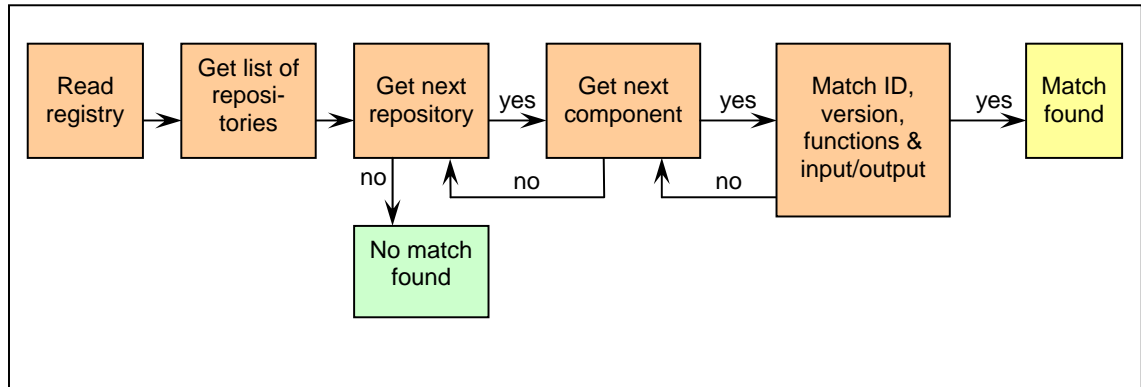 Read
registry
Get list of
reposi-
tories
Get next
repository
yes
Get next
component
yes
Match ID,
version,
functions &
input/output
yes
Match
found
no
no
no
No match
found